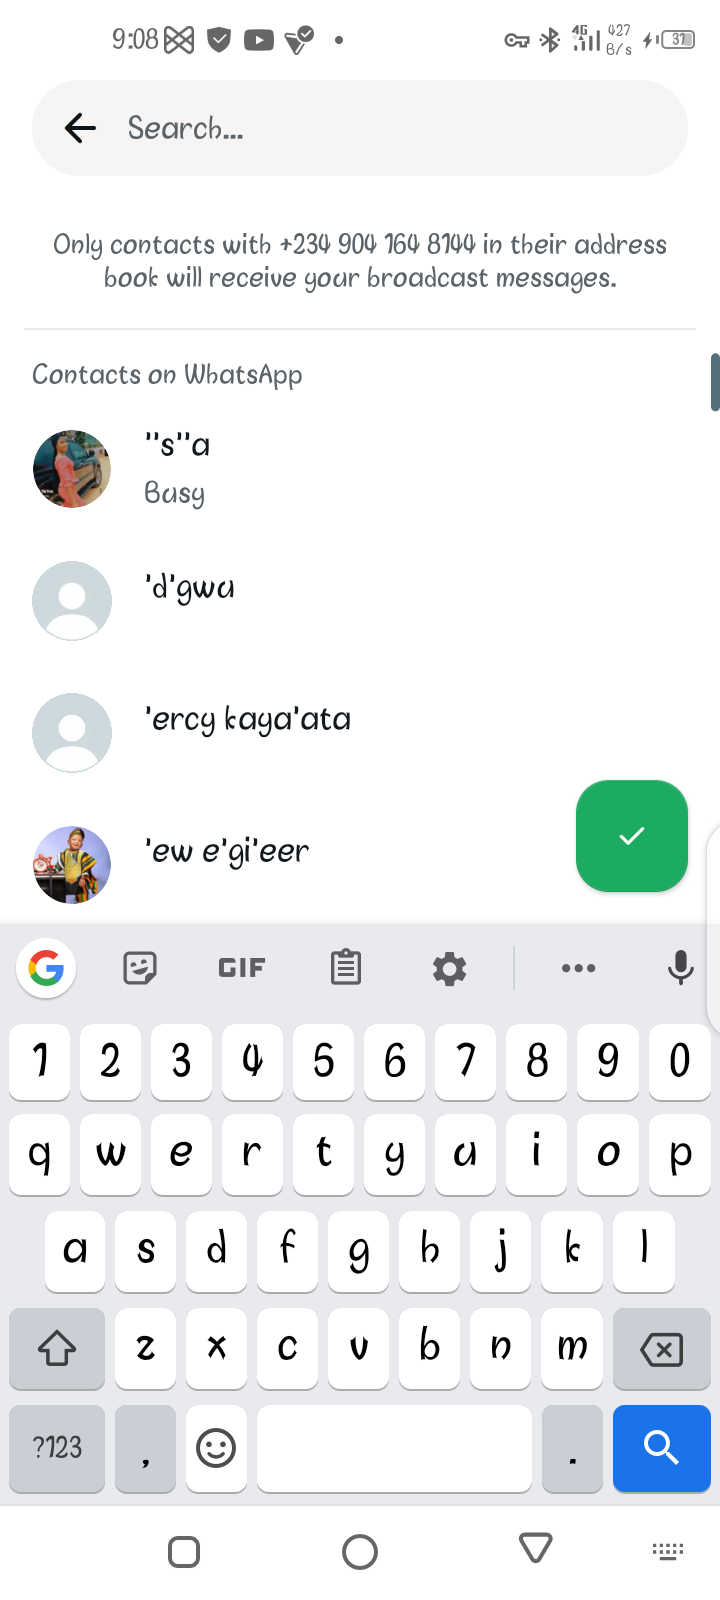 9:08
4G
427
B/s
37
Search...
Only contacts with +234 904 164 8144 in their address
book will receive your broadcast messages.
Contacts on WhatsApp
''s''a
Busy
'd'gwa
'ercy kaya'ata
'ew e'gi'eer
GIF
1 2 3 4 5 6 7 8 9 0
q w e r t y u i o p
a s d f g h j k l
z x c v b n m
?123 , .